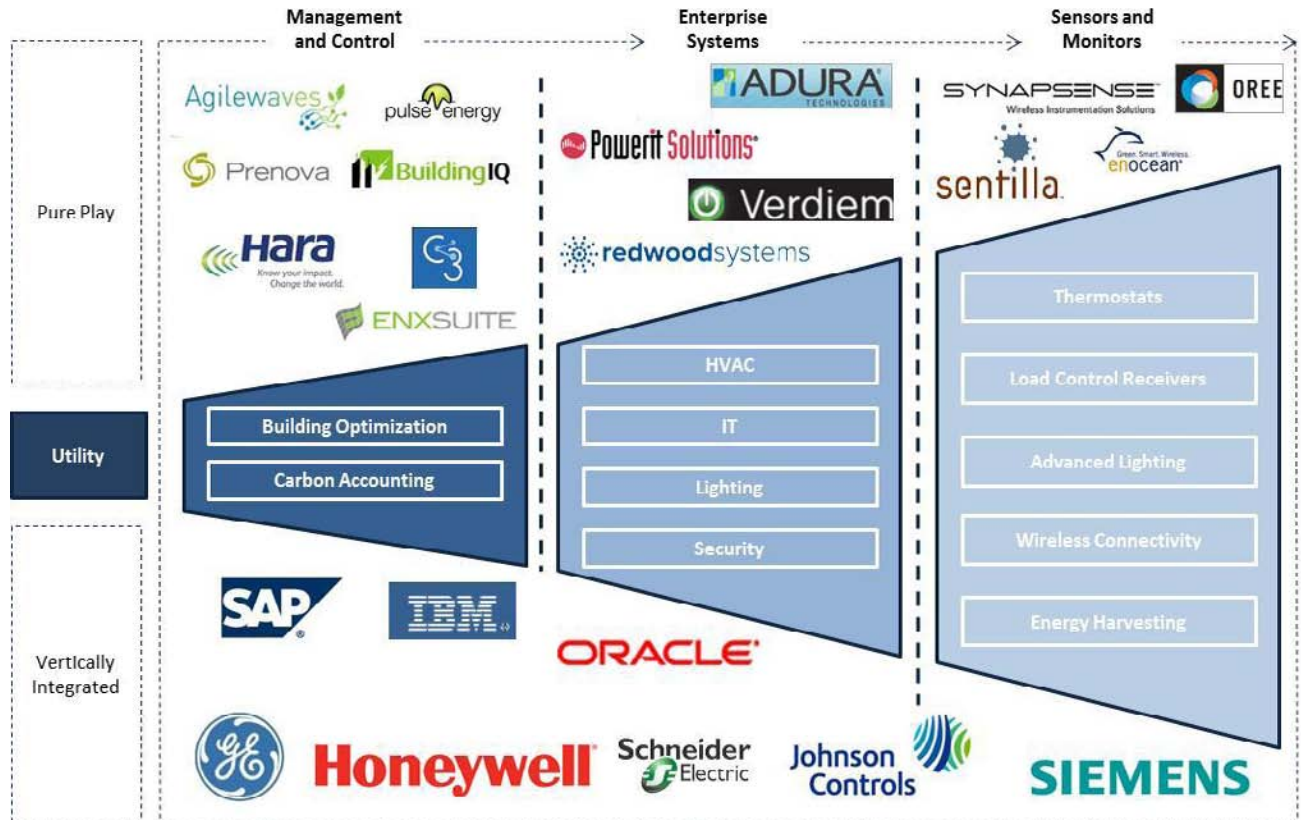 Management
and Control
Enterprise
Systems
Sensors and
Monitors
Pure Play
Agilewaves
pulse energy
Prenova
BuildingIQ
Hara
Know your impact.
Change the world.
C3
ENXSUITE
ADURA
TECHNOLOGIES
Powerit Solutions
Verdiem
redwoodsystems
SYNAPSENSE™
Wireless Instrumentation Solutions
OREE
sentilla
Green. Smart. Wireless.
enocean®
Utility
Building Optimization
Carbon Accounting
HVAC
IT
Lighting
Security
Thermostats
Load Control Receivers
Advanced Lighting
Wireless Connectivity
Energy Harvesting
Vertically
Integrated
SAP®
IBM
ORACLE®
GE
Honeywell
Schneider
Electric
Johnson
Controls
SIEMENS